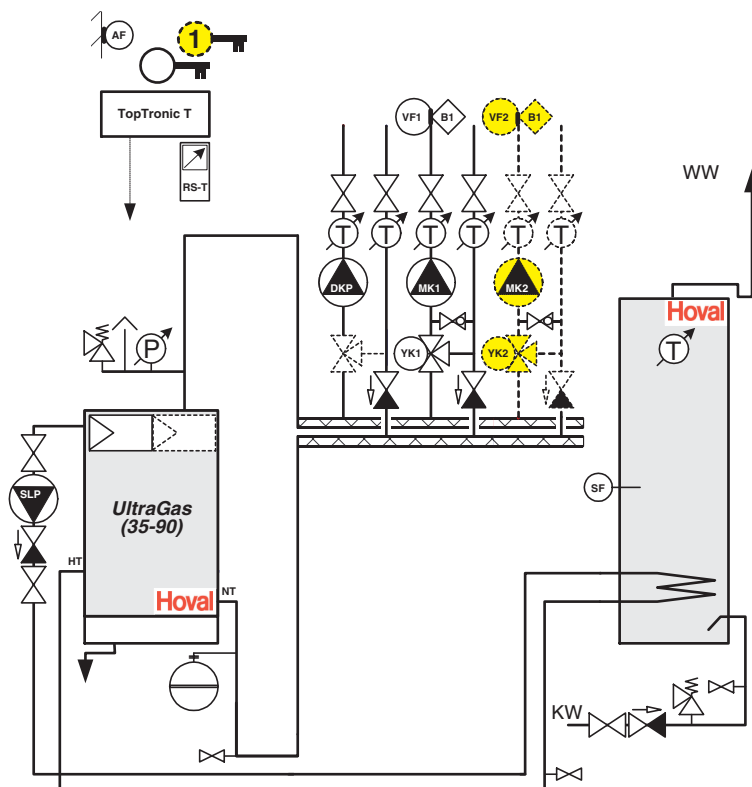 AF
1
TopTronic T
RS-T
VF1
B1
VF2
B1
WW
T
T
T
T
T
T
DKP
MK1
MK2
Hoval
P
T
YK1
YK2
SLP
UltraGas
(35-90)
SF
HT
NT
Hoval
KW